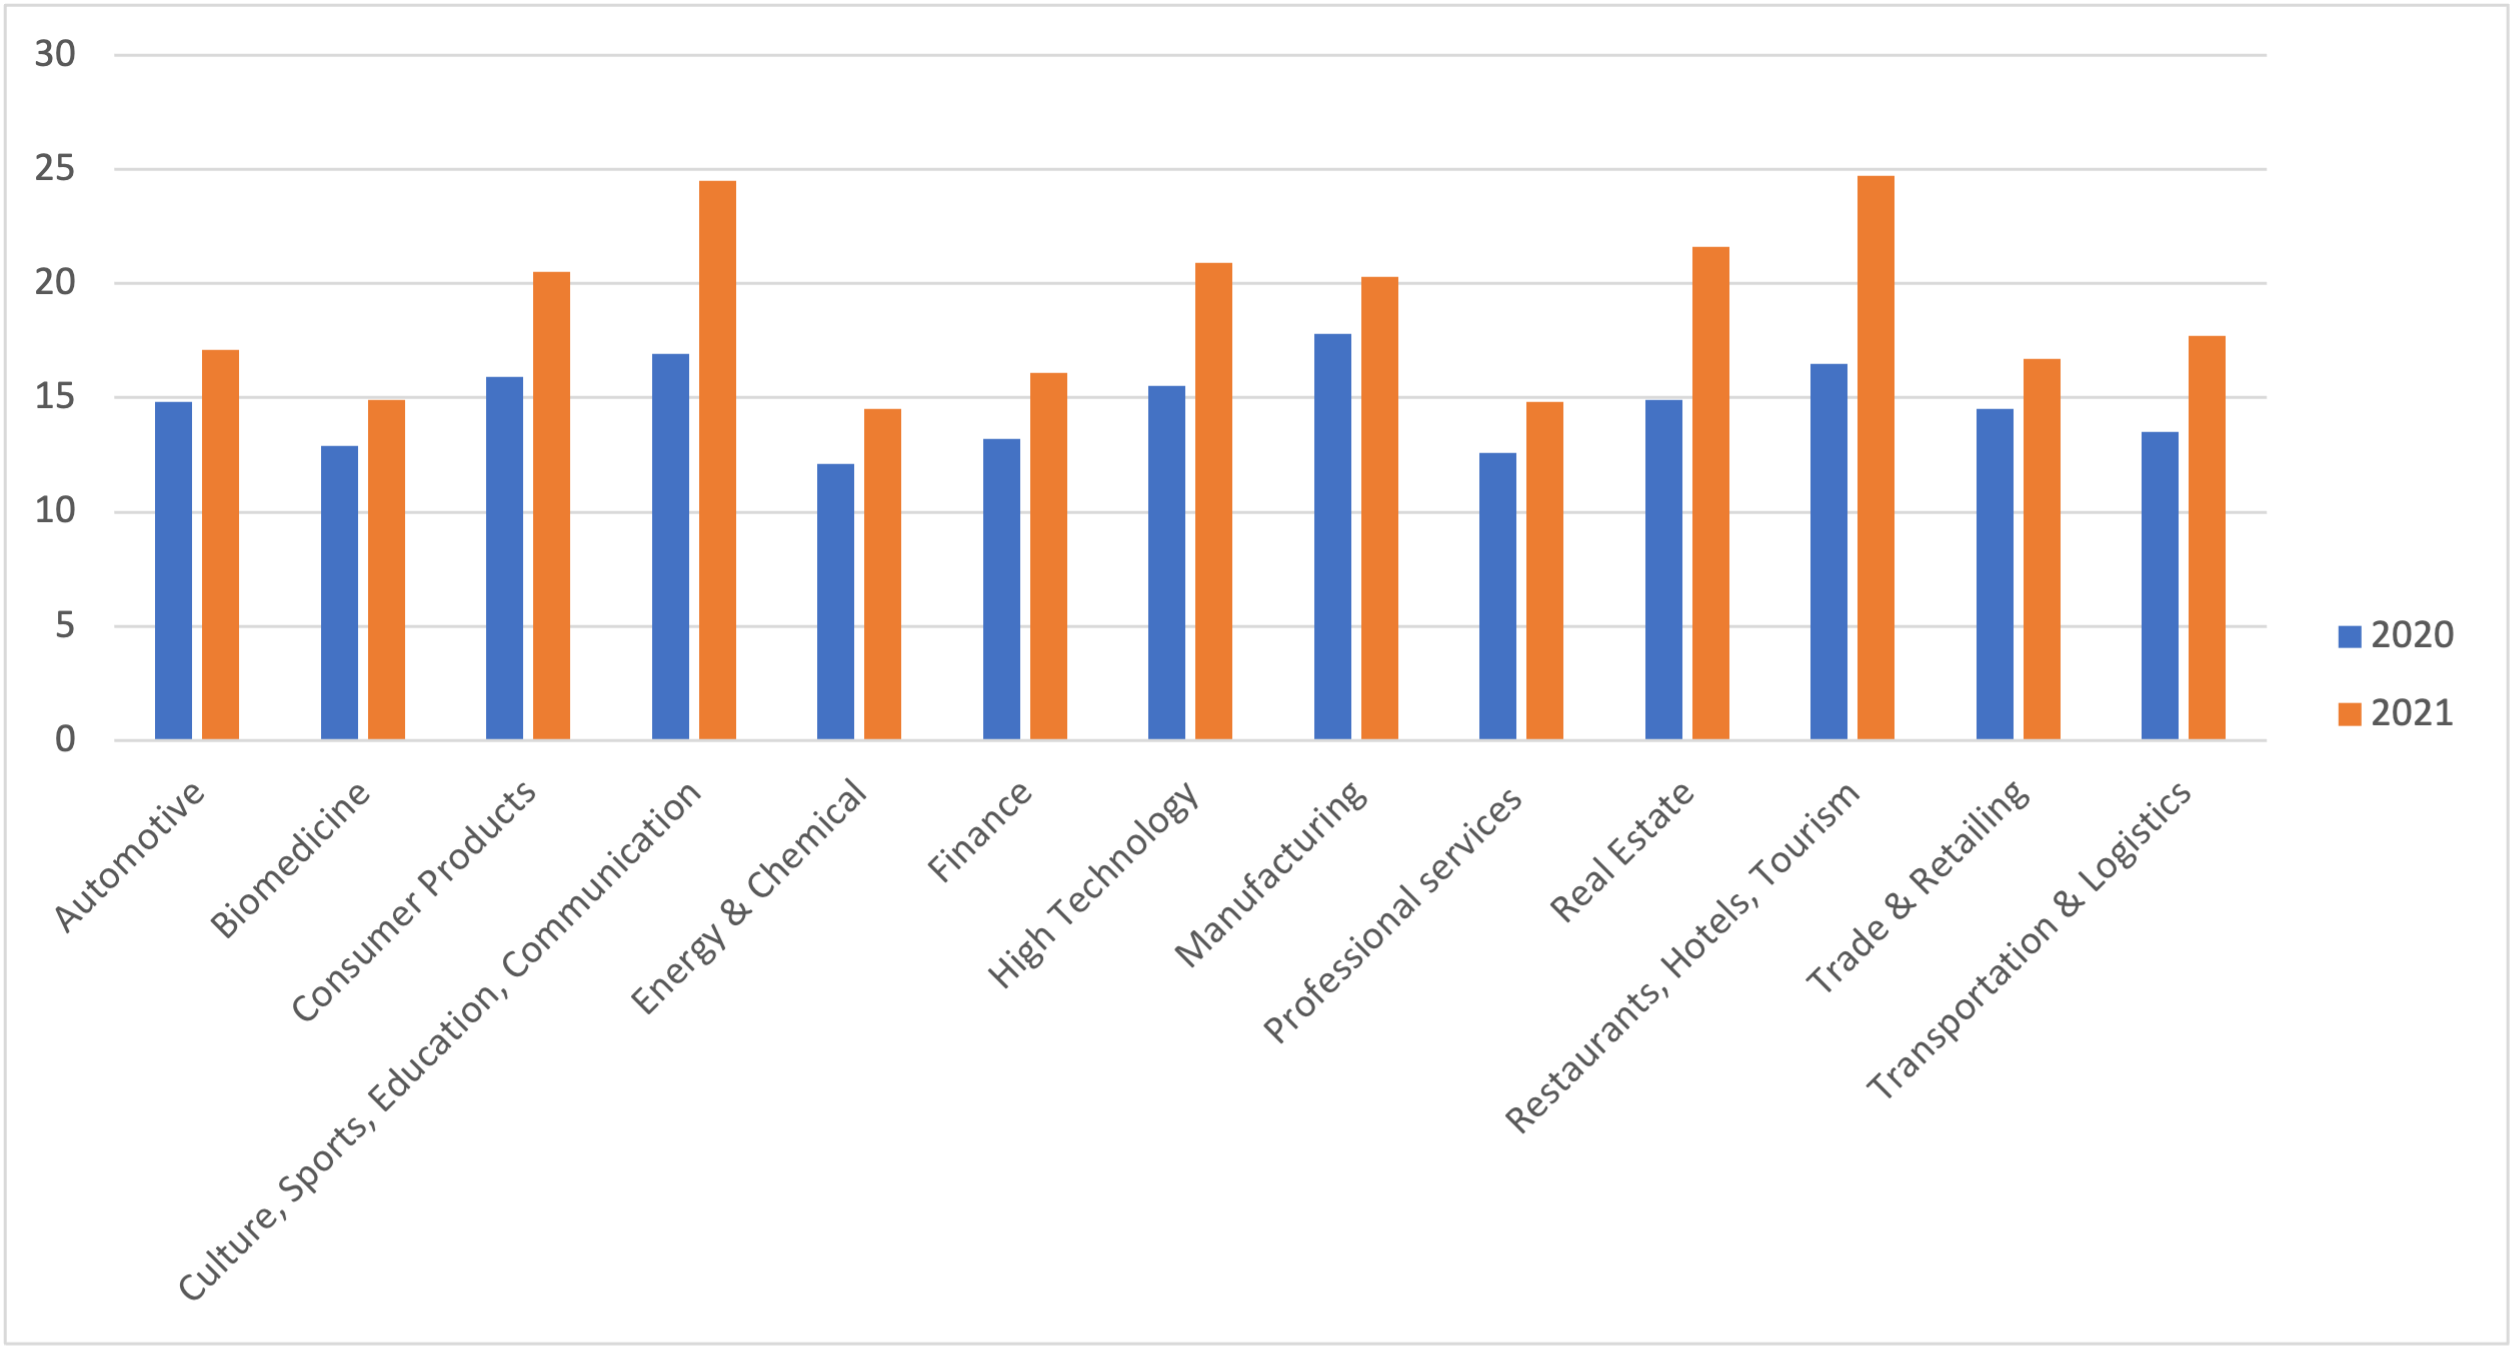 30
25
20
15
10
5
0
2020
2021
Automotive
Biomedicine
Consumer Products
Culture, Sports, Education, Communication
Energy & Chemical
Finance
High Technology
Manufacturing
Professional services
Real Estate
Restaurants, Hotels, Tourism
Trade & Retailing
Transportation & Logistics